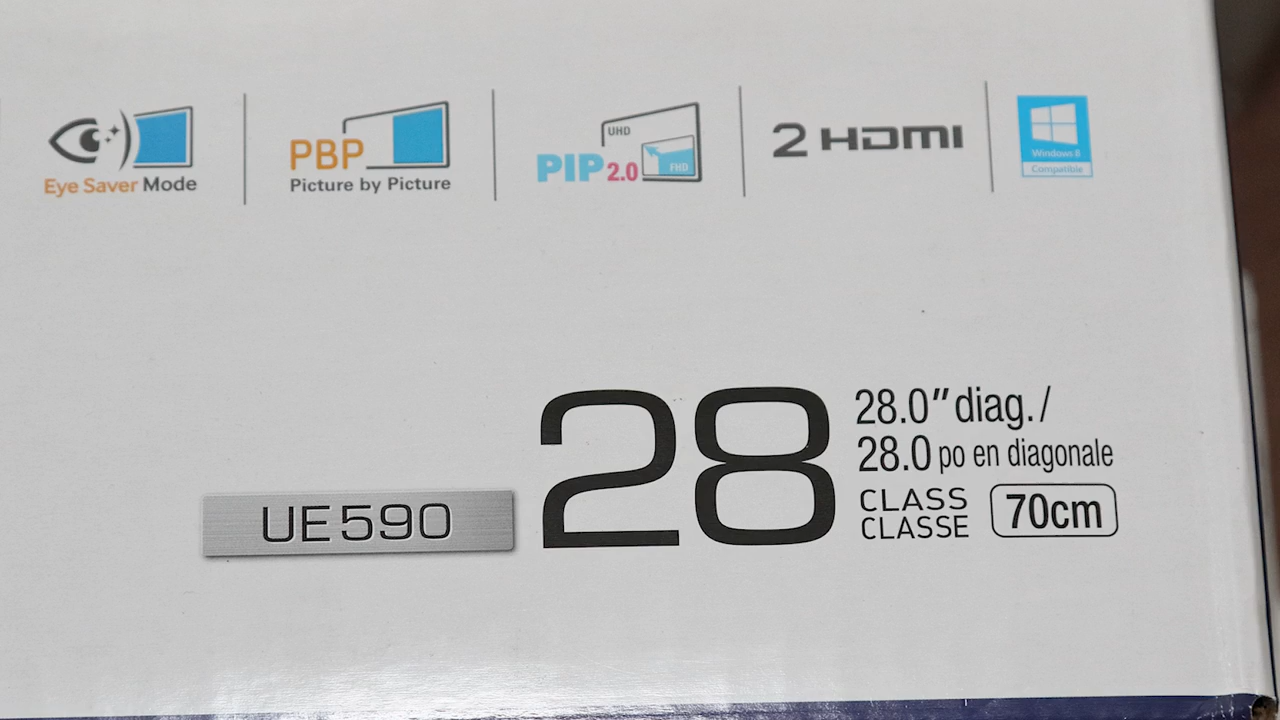 Eye Saver Mode
PBP
Picture by Picture
UHD
PIP 2.0
FHD
2 HDMI
Windows 8
Compatible
UE590
28
28.0" diag./
28.0 po en diagonale
CLASS
CLASSE
70cm